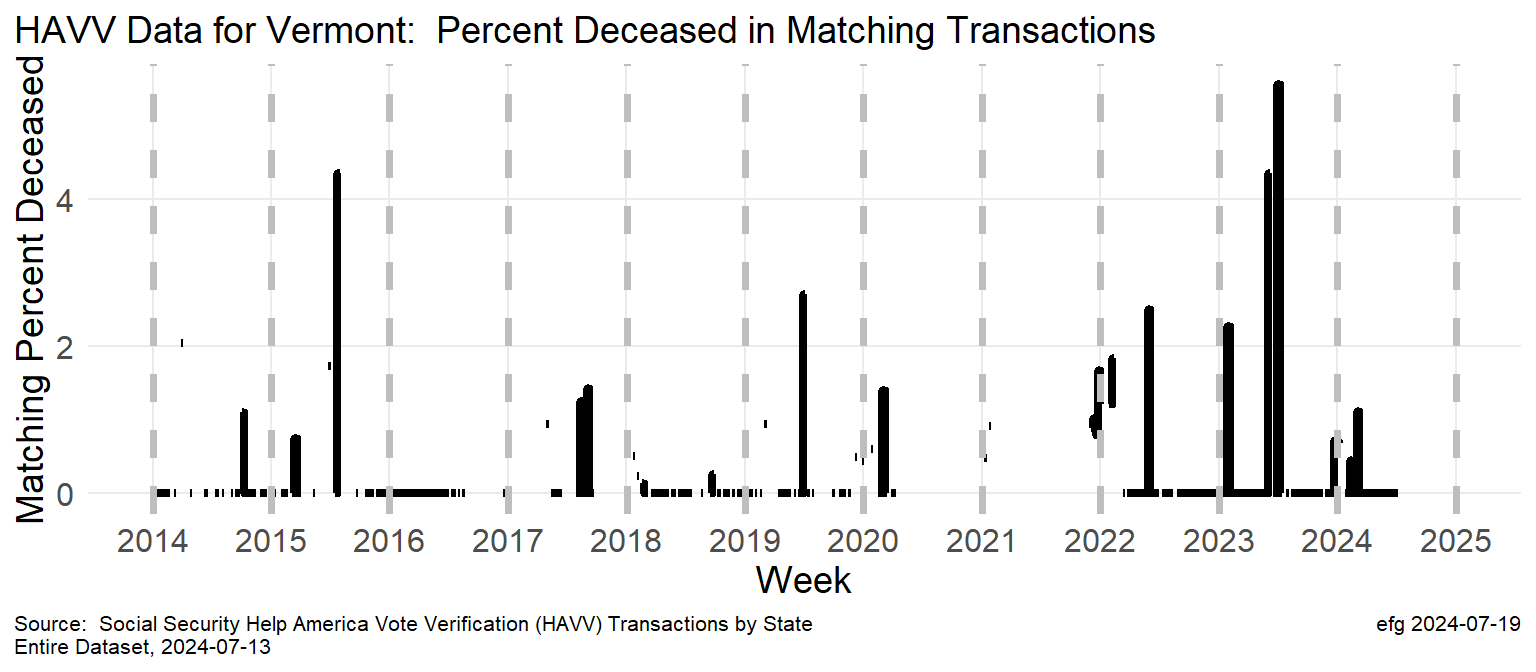 HAVV Data for Vermont:  Percent Deceased in Matching Transactions
Matching Percent Deceased
4
2
0
2014 2015 2016 2017 2018 2019 2020 2021 2022 2023 2024 2025
Week
Source:  Social Security Help America Vote Verification (HAVV) Transactions by State
Entire Dataset, 2024-07-13
efg 2024-07-19